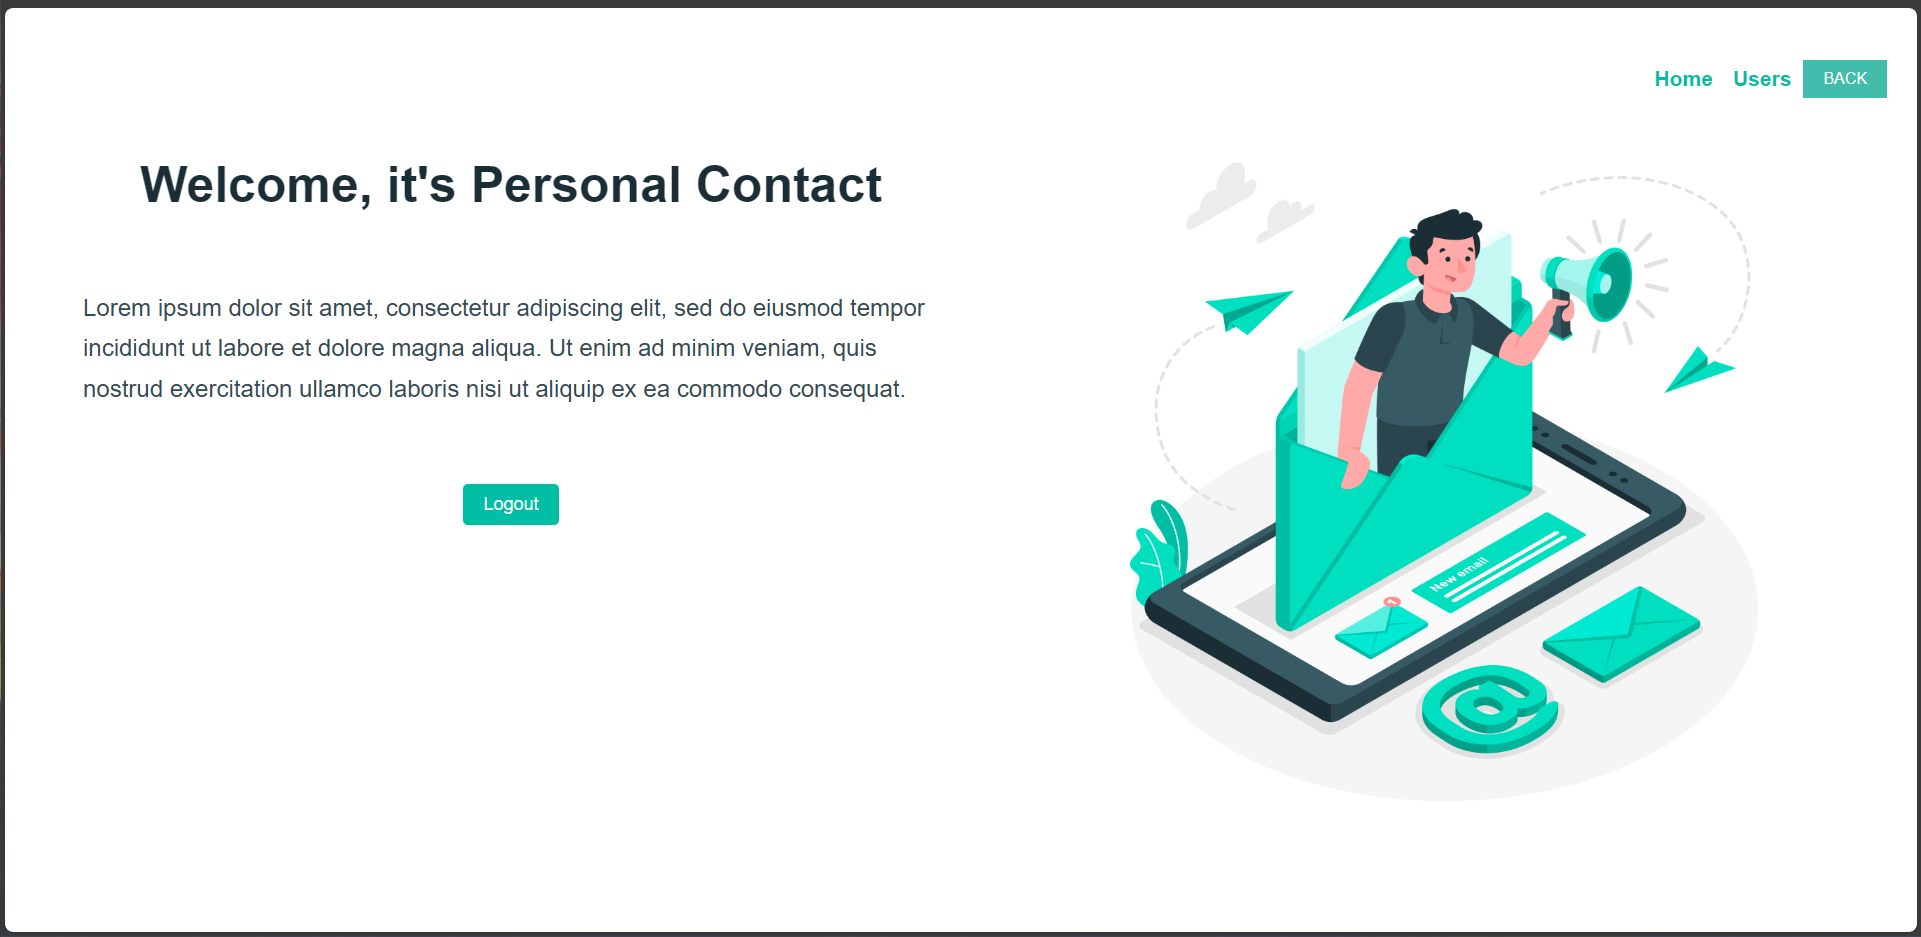 Home Users BACK
Welcome, it's Personal Contact
Lorem ipsum dolor sit amet, consectetur adipiscing elit, sed do eiusmod tempor
incididunt ut labore et dolore magna aliqua. Ut enim ad minim veniam, quis
nostrud exercitation ullamco laboris nisi ut aliquip ex ea commodo consequat.
Logout
New email
1
@